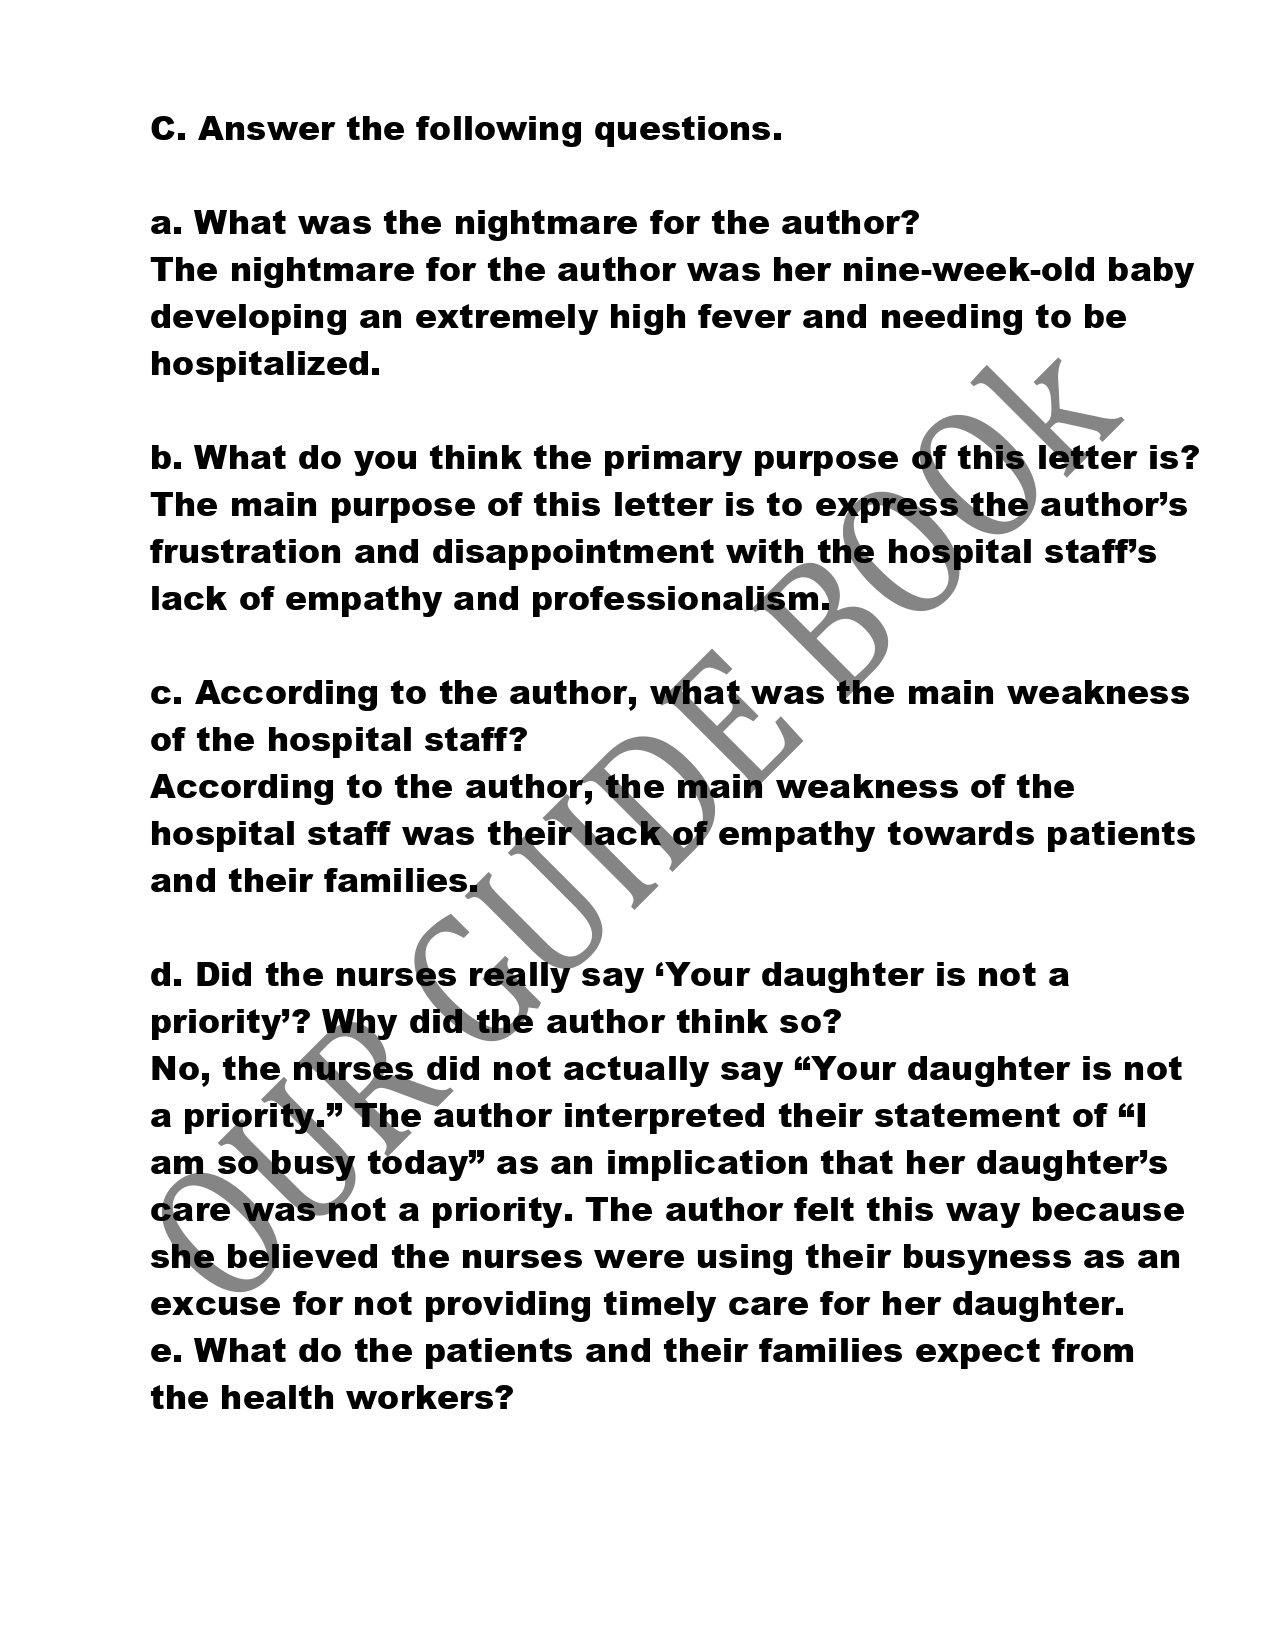 C. Answer the following questions.
a. What was the nightmare for the author?
The nightmare for the author was her nine-week-old baby
developing an extremely high fever and needing to be
hospitalized.
b. What do you think the primary purpose of this letter is?
The main purpose of this letter is to express the author’s
frustration and disappointment with the hospital staff’s
lack of empathy and professionalism.
c. According to the author, what was the main weakness
of the hospital staff?
According to the author, the main weakness of the
hospital staff was their lack of empathy towards patients
and their families.
d. Did the nurses really say ‘Your daughter is not a
priority’? Why did the author think so?
No, the nurses did not actually say “Your daughter is not
a priority.” The author interpreted their statement of “I
am so busy today” as an implication that her daughter’s
care was not a priority. The author felt this way because
she believed the nurses were using their busyness as an
excuse for not providing timely care for her daughter.
e. What do the patients and their families expect from
the health workers?
OUR GUIDE BOOk